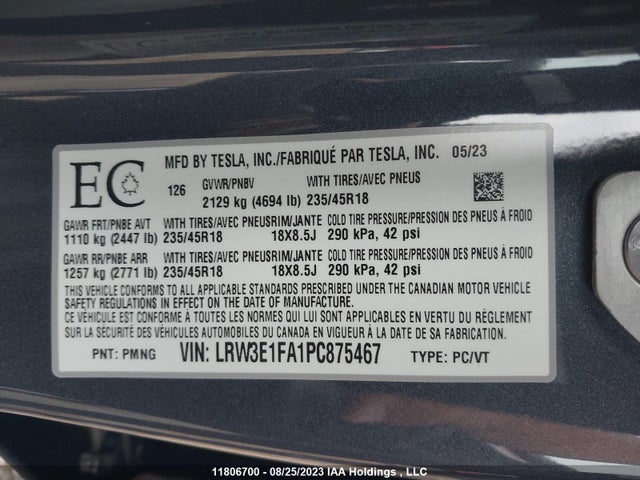 EC
MFD BY TESLA, INC./FABRIQUÉ PAR TESLA, INC. 05/23
126 GVWR/PNBV WITH TIRES/AVEC PNEUS
2129 kg (4694 lb) 235/45R18
GAWR FRT/PNBE AVT WITH TIRES/AVEC PNEUS RIM/JANTE COLD TIRE PRESSURE/PRESSION DES PNEUS À FROID
1110 kg (2447 lb) 235/45R18 18X8.5J 290 kPa, 42 psi
GAWR RR/PNBE ARR WITH TIRES/AVEC PNEUS RIM/JANTE COLD TIRE PRESSURE/PRESSION DES PNEUS À FROID
1257 kg (2771 lb) 235/45R18 18X8.5J 290 kPa, 42 psi
THIS VEHICLE CONFORMS TO ALL APPLICABLE STANDARDS PRESCRIBED UNDER THE CANADIAN MOTOR VEHICLE
SAFETY REGULATIONS IN EFFECT ON THE DATE OF MANUFACTURE.
CE VÉHICULE EST CONFORME À TOUTES LES NORMES QUI LUI SONT APPLICABLES EN VERTU DU RÈGLEMENT
SUR LA SÉCURITÉ DES VÉHICULES AUTOMOBILES DU CANADA EN VIGUEUR À LA DATE DE SA FABRICATION.
PNT: PMNG VIN: LRW3E1FA1PC875467 TYPE: PC/VT
11806700 - 08/25/2023 IAA Holdings , LLC